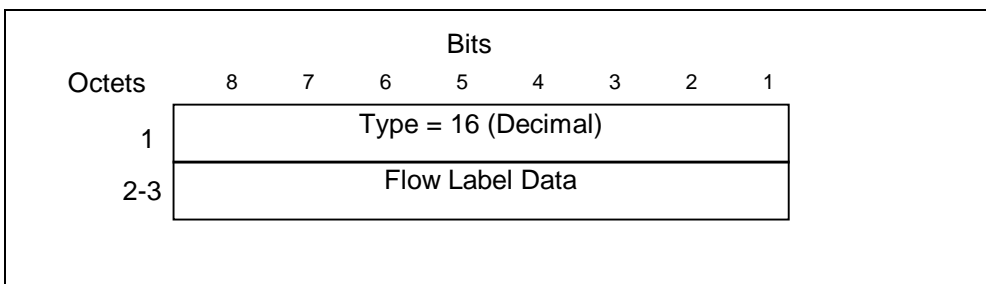 Bits
Octets 8 7 6 5 4 3 2 1
1 Type = 16 (Decimal)
2-3 Flow Label Data